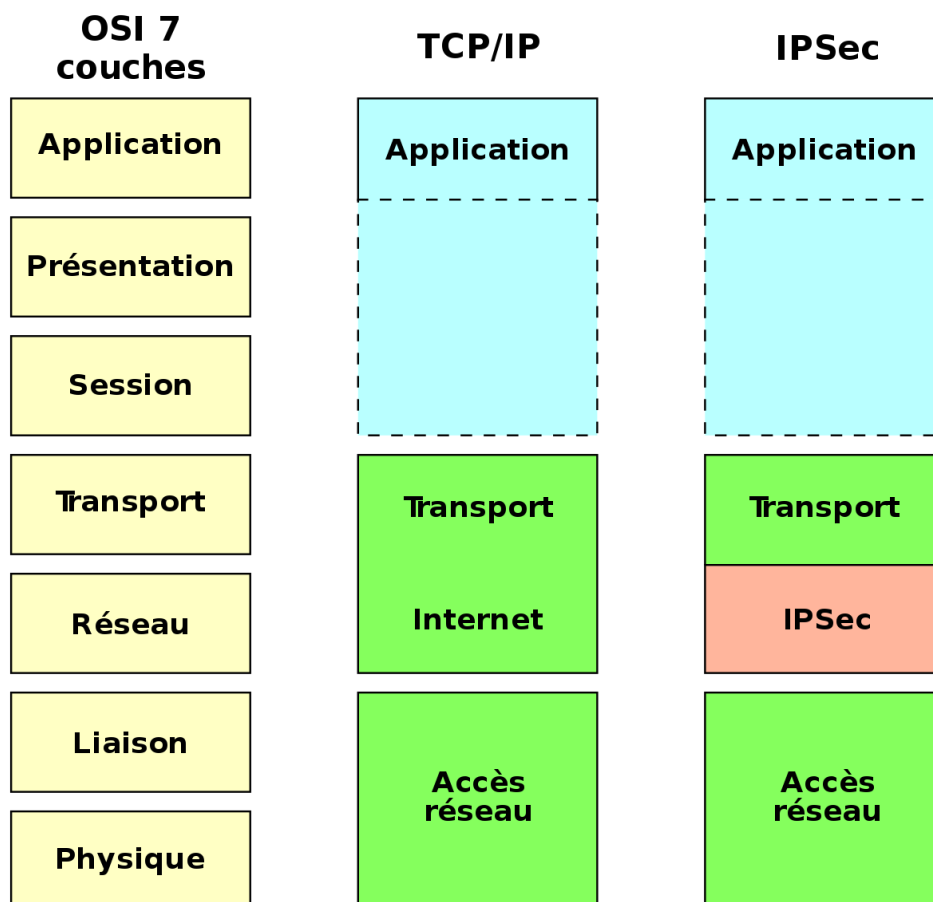 OSI 7
couches
Application
Présentation
Session
Transport
Réseau
Liaison
Physique
TCP/IP
Application
Transport
Internet
Accès
réseau
IPSec
Application
Transport
IPSec
Accès
réseau